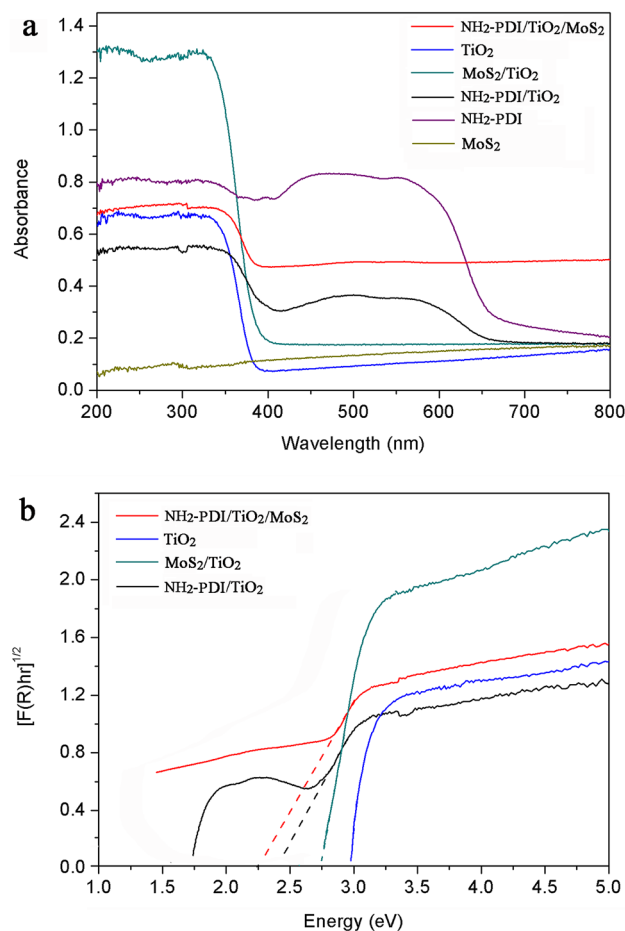 a
NH2-PDI/TiO2/MoS2
TiO2
MoS2/TiO2
NH2-PDI/TiO2
NH2-PDI
MoS2
1.4
1.2
1.0
0.8
0.6
0.4
0.2
0.0
Absorbance
200 300 400 500 600 700 800
Wavelength (nm)
b
NH2-PDI/TiO2/MoS2
TiO2
MoS2/TiO2
NH2-PDI/TiO2
2.4
2.0
1.6
1.2
0.8
0.4
0.0
[F(R)hr]1/2
1.0 1.5 2.0 2.5 3.0 3.5 4.0 4.5 5.0
Energy (eV)